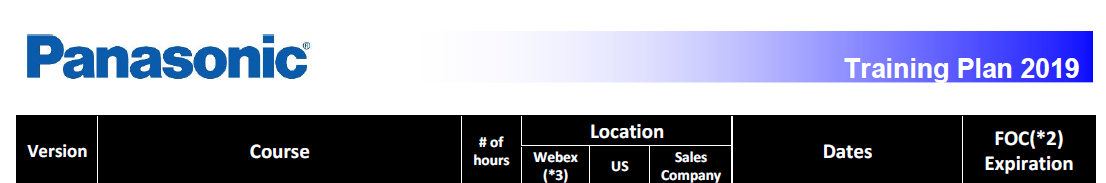 Panasonic®
Training Plan 2019
Version Course # of hours Location Dates FOC(*2) Expiration
Webex (*3) US Sales Company